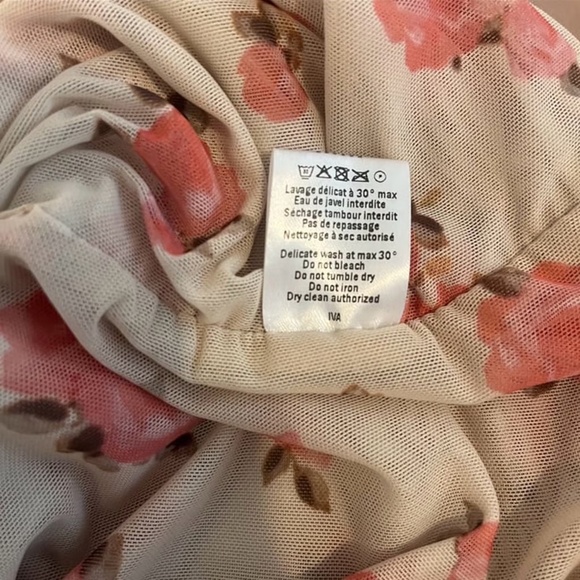 Lavage délicat à 30° max
Eau de javel interdite
Séchage tambour interdit
Pas de repassage
Nettoyage à sec autorisé
Delicate wash at max 30°
Do not bleach
Do not tumble dry
Do not iron
Dry clean authorized
IVA